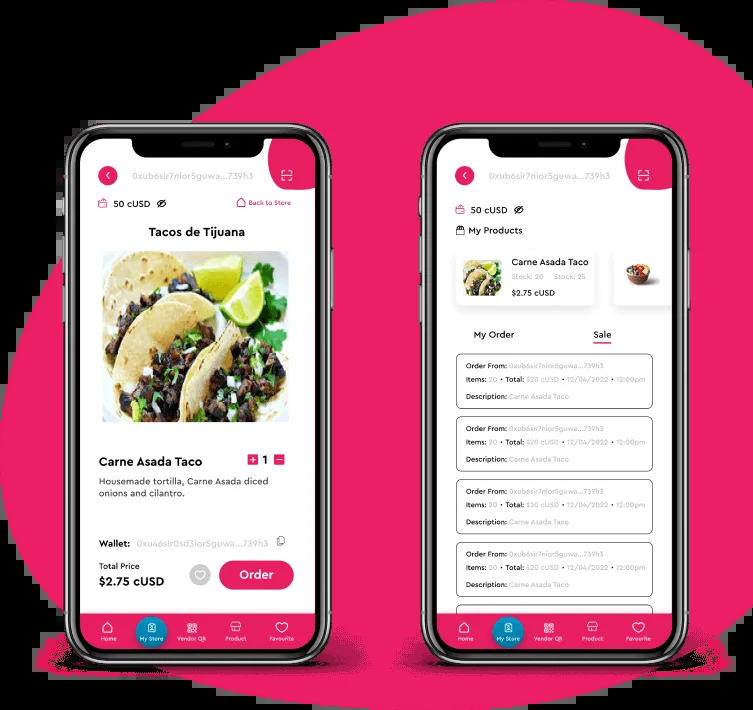 0xub6sir7nior5guwa...739h3
50 cUSD
Back to Store
Tacos de Tijuana
Carne Asada Taco
1
Housemade tortilla, Carne Asada diced
onions and cilantro.
Wallet: 0xu46slr0sd3ior5guwa...739h3
Total Price
$2.75 cUSD
Order
Home
My Store
Vendor QR
Product
Favourite
0xub6sir7nior5guwa...739h3
50 cUSD
My Products
Carne Asada Taco
Stock: 20 Stock: 25
$2.75 cUSD
My Order
Sale
Order From: 0xub6sir7nior5guwa...739h3
Items: 20 • Total: $20 cUSD • 12/04/2022 • 12:00pm
Description: Carne Asada Taco
Order From: 0xub6sir7nior5guwa...739h3
Items: 20 • Total: $20 cUSD • 12/04/2022 • 12:00pm
Description: Carne Asada Taco
Order From: 0xub6sir7nior5guwa...739h3
Items: 20 • Total: $20 cUSD • 12/04/2022 • 12:00pm
Description: Carne Asada Taco
Order From: 0xub6sir7nior5guwa...739h3
Items: 20 • Total: $20 cUSD • 12/04/2022 • 12:00pm
Description: Carne Asada Taco
Home
My Store
Vendor QR
Product
Favourite